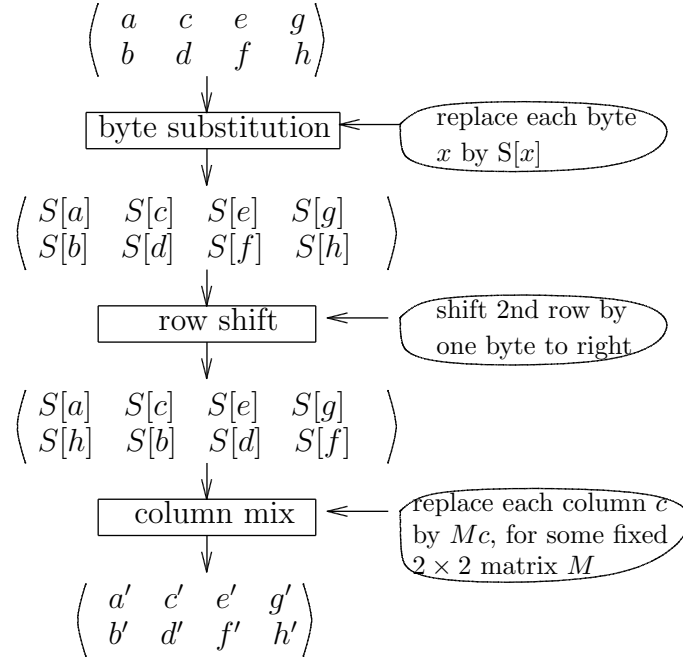 a c e g
b d f h
byte substitution
replace each byte
x by S[x]
S[a] S[c] S[e] S[g]
S[b] S[d] S[f] S[h]
row shift
shift 2nd row by
one byte to right
S[a] S[c] S[e] S[g]
S[h] S[b] S[d] S[f]
column mix
replace each column c
by Mc, for some fixed
2 × 2 matrix M
a′ c′ e′ g′
b′ d′ f′ h′